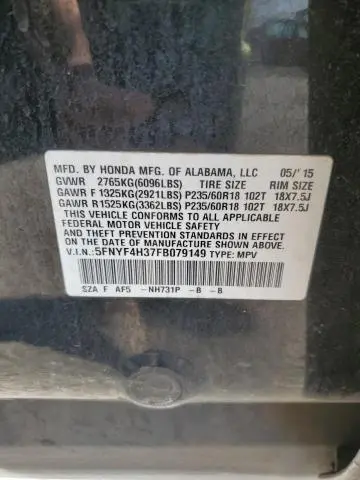 MFD. BY HONDA MFG. OF ALABAMA, LLC 05/'15
GVWR 2765KG(6096LBS) TIRE SIZE RIM SIZE
GAWR F 1325KG(2921LBS) P235/60R18 102T 18X7.5J
GAWR R 1525KG(3362LBS) P235/60R18 102T 18X7.5J
THIS VEHICLE CONFORMS TO ALL APPLICABLE
FEDERAL MOTOR VEHICLE SAFETY
STANDARDS IN EFFECT ON THE DATE OF
MANUFACTURE SHOWN ABOVE.
V.I.N.: 5FNYF4H37FB079149 TYPE: MPV
SZA F AF5 -NH731P -B -B